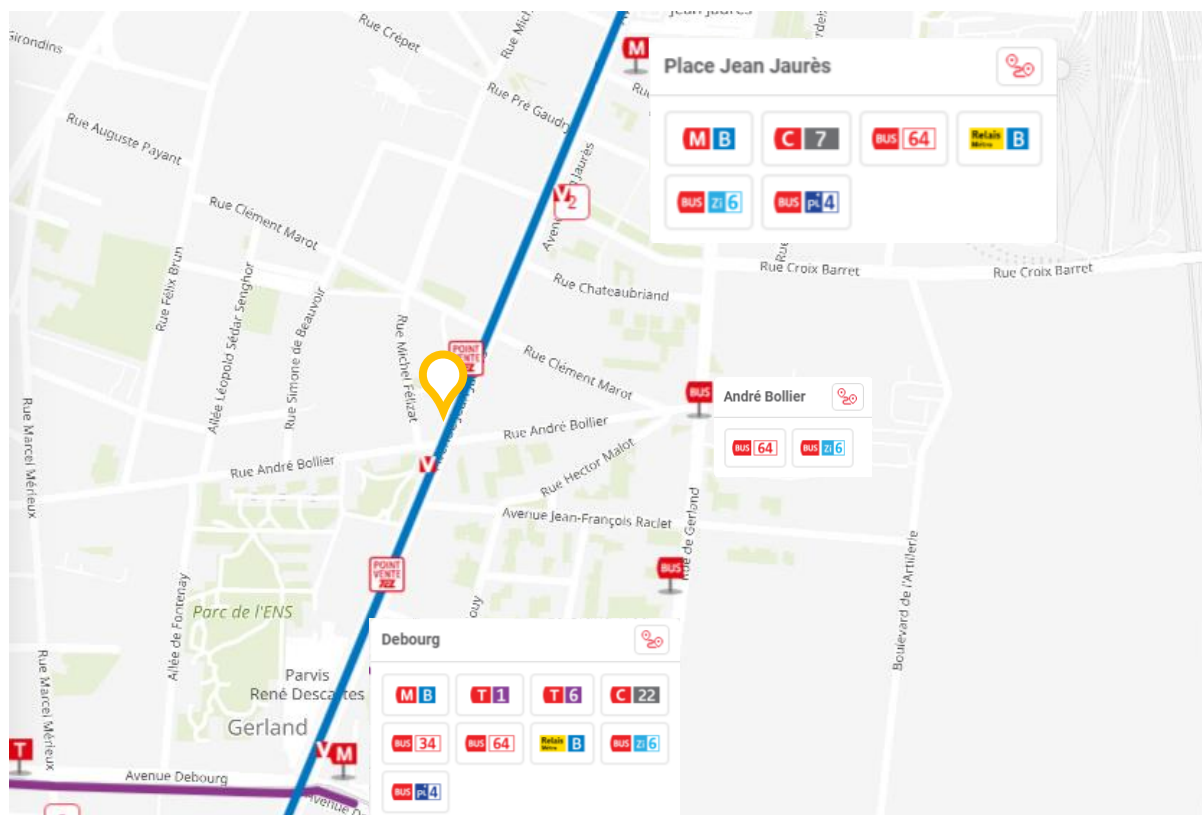 Girondins
Rue Crépet
Jean Jaurès
M
Place Jean Jaurès
Rue Pré Gaudry
M B
C 7
BUS 64
Relais Métro B
Rue Auguste Payant
BUS Zi 6
BUS pi 4
V 2
Rue Clément Marot
Rue Croix Barret
Rue Croix Barret
Rue Félix Brun
Allée Léopold Sédar Senghor
Rue Simone de Beauvoir
Rue Chateaubriand
Rue Michel Félizat
POINT VENTE
Rue Clément Marot
BUS
André Bollier
Rue Marcel Mérieux
Rue André Bollier
BUS 64
BUS Zi 6
Rue André Bollier
V
Rue Hector Malot
Avenue Jean-François Raclet
Rue de Gerland
POINT VENTE
BUS
Boulevard de l'Artillerie
Allée de Fontenay
Parc de l'ENS
Debourg
Rue Marcel Mérieux
Parvis
René Descartes
M B
T 1
T 6
C 22
Gerland
BUS 34
BUS 64
Relais Métro B
BUS Zi 6
T
V M
Avenue Debourg
BUS pi 4
Avenue